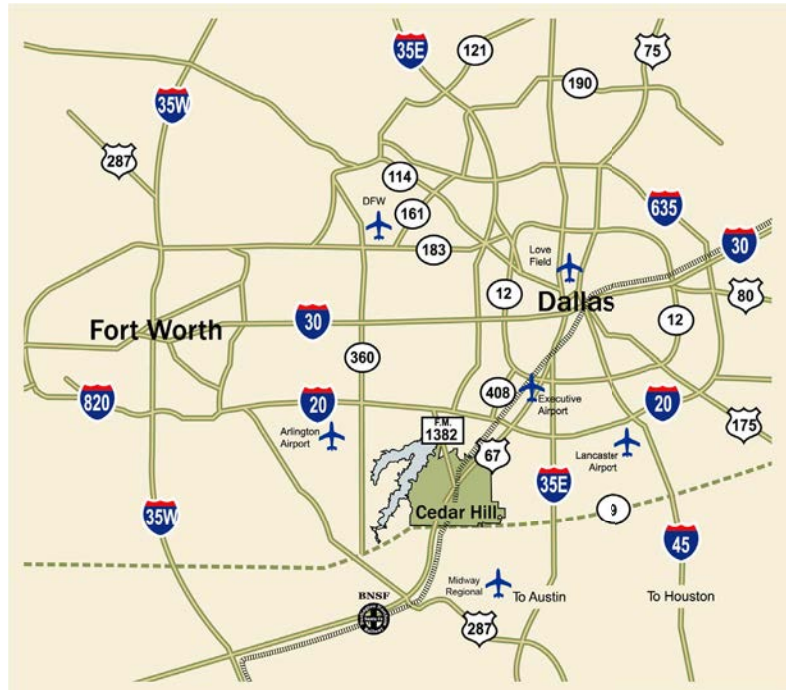 35E
121
75
35W
190
287
114
DFW
161
635
183
30
Love
Field
12
80
Dallas
30
12
Fort Worth
360
820
408
20
Executive
Airport
20
F.M.
1382
175
Arlington
Airport
67
Lancaster
Airport
35E
35W
Cedar Hill
9
45
Midway
Regional
To Austin
To Houston
BNSF
287